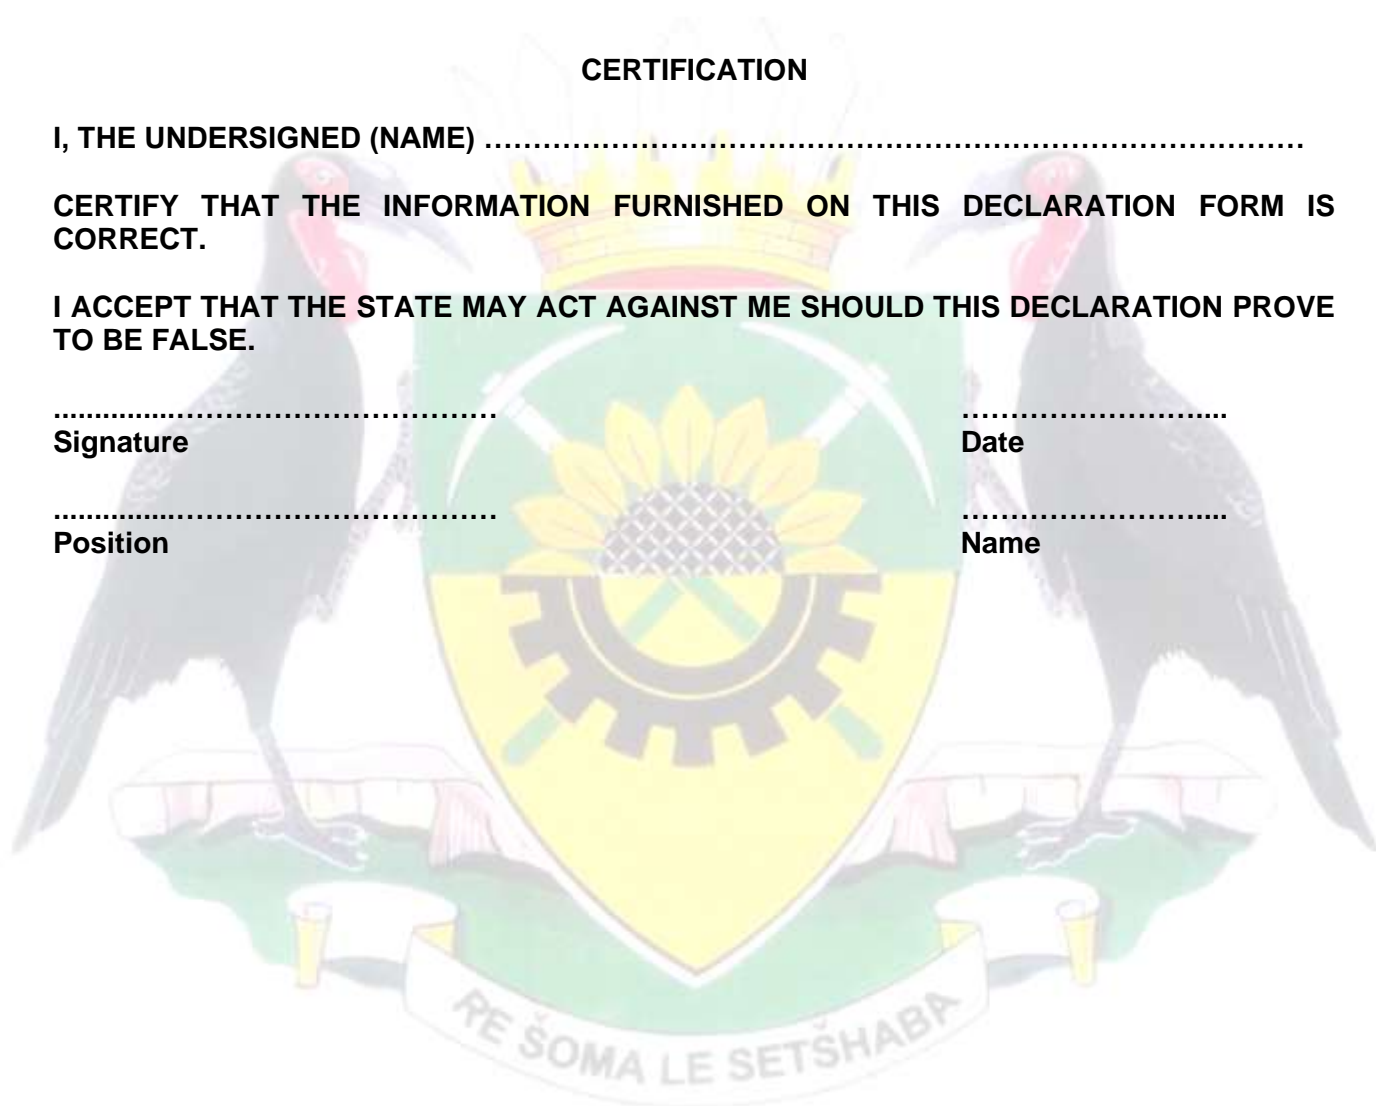 CERTIFICATION
I, THE UNDERSIGNED (NAME) ……………………………………………………………………………
CERTIFY THAT THE INFORMATION FURNISHED ON THIS DECLARATION FORM IS
CORRECT.
I ACCEPT THAT THE STATE MAY ACT AGAINST ME SHOULD THIS DECLARATION PROVE
TO BE FALSE.
...............…………………………… ……………………....
Signature Date
...............…………………………… ……………………....
Position Name
RE ŠOMA LE SETŠHABA